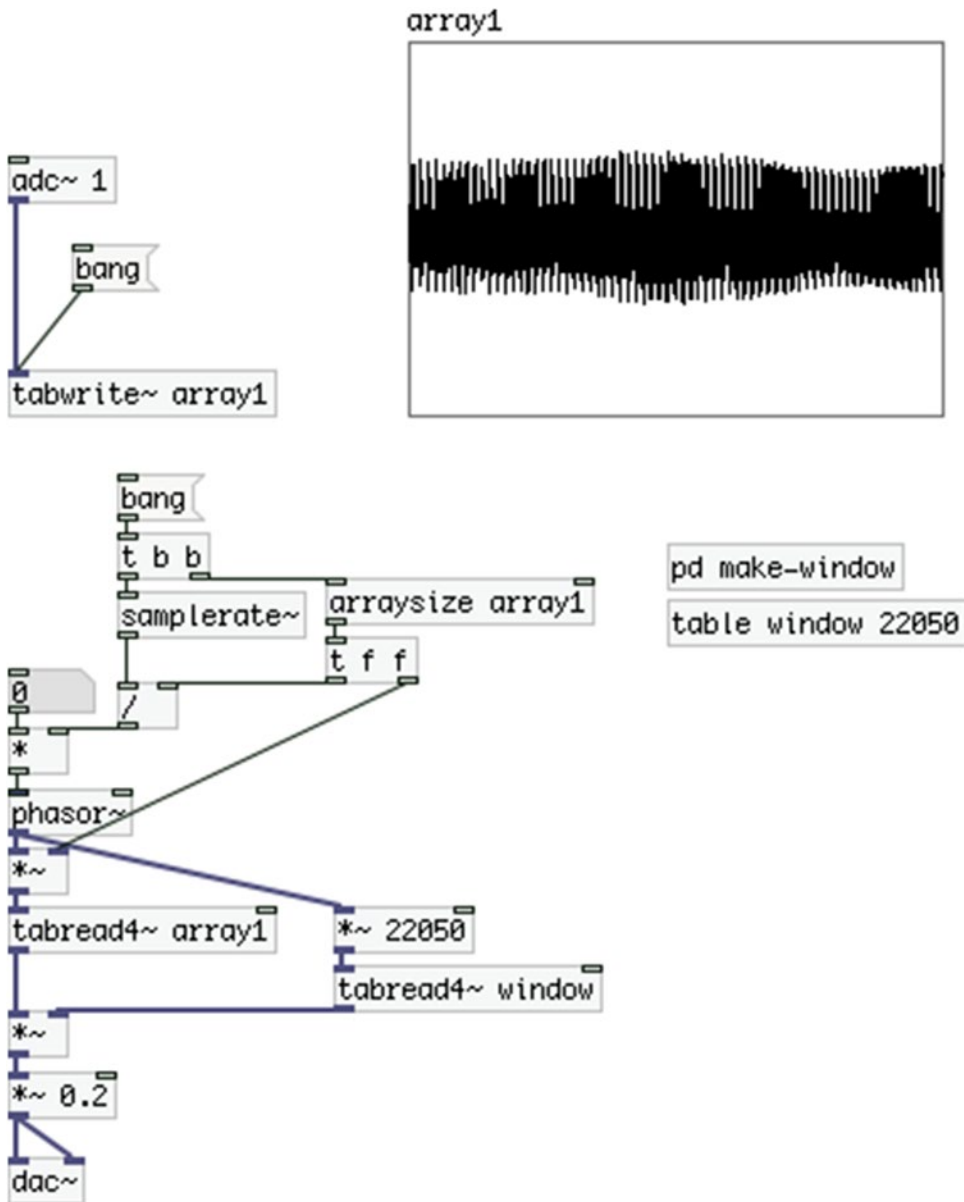 array1
adc~ 1
bang
tabwrite~ array1
bang
t b b
samplerate~
arraysize array1
t f f
pd make-window
table window 22050
0
/
*
phasor~
*~
tabread4~ array1
*~ 22050
tabread4~ window
*~
*~ 0.2
dac~